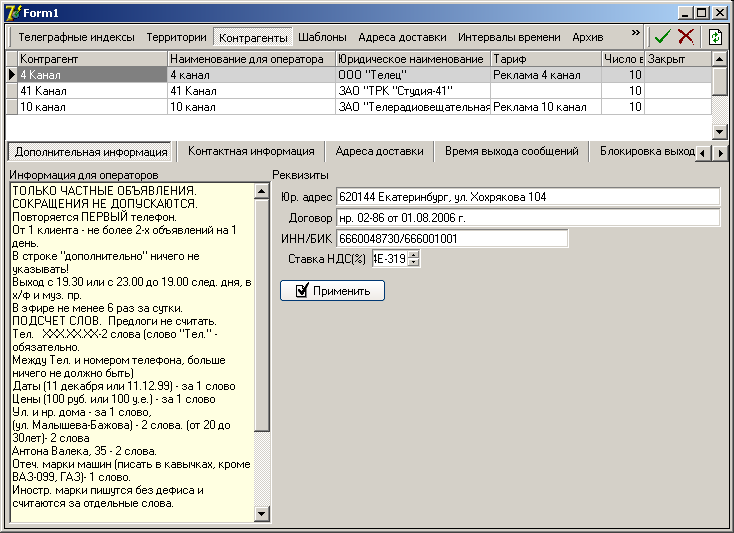 Form1
Телеграфные индексы Территории Контрагенты Шаблоны Адреса доставки Интервалы времени Архив »
Контрагент Наименование для оператора Юридическое наименование Тариф Число в Закрыт
4 Канал 4 канал ООО "Телец" Реклама 4 канал 10
41 Канал 41 Канал ЗАО "ТРК "Студия-41" 10
10 канал 10 канал ЗАО "Телерадиовещательная Реклама 10 канал 10
Дополнительная информация Контактная информация Адреса доставки Время выхода сообщений Блокировка выход
Информация для операторов
ТОЛЬКО ЧАСТНЫЕ ОБЪЯВЛЕНИЯ.
СОКРАЩЕНИЯ НЕ ДОПУСКАЮТСЯ.
Повторяется ПЕРВЫЙ телефон.
От 1 клиента - не более 2-х объявлений на 1
день.
В строке "дополнительно" ничего не
указывать!
Выход с 19.30 или с 23.00 до 19.00 след. дня, в
х/ф и муз. пр.
В эфире не менее 6 раз за сутки.
ПОДСЧЕТ СЛОВ. Предлоги не считать.
Тел. XXX.XX.XX-2 слова (слово "Тел." -
обязательно.
Между Тел. и номером телефона, больше
ничего не должно быть)
Даты (11 декабря или 11.12.99) - за 1 слово
Цены (100 руб. или 100 у.е.) - за 1 слово
Ул. и нр. дома - за 1 слово,
(ул. Малышева-Бажова) - 2 слова. (от 20 до
30лет)- 2 слова
Антона Валека, 35 - 2 слова.
Отеч. марки машин (писать в кавычках, кроме
ВАЗ-099, ГАЗ)- 1 слово.
Иностр. марки пишутся без дефиса и
считаются за отдельные слова.
Реквизиты
Юр. адрес 620144 Екатеринбург, ул. Хохрякова 104
Договор нр. 02-86 от 01.08.2006 г.
ИНН/БИК 6660048730/666001001
Ставка НДС(%) 4E-319
Применить